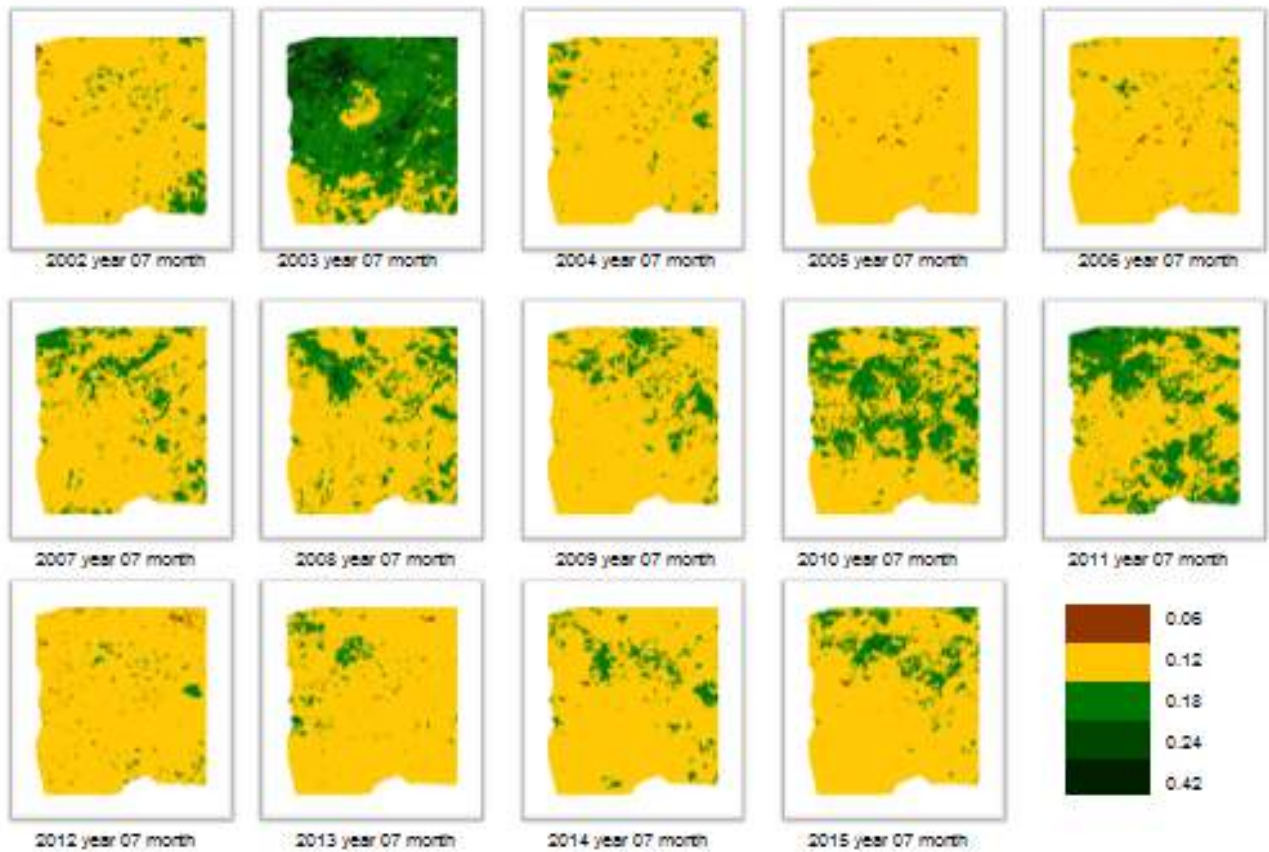 2002 year 07 month
2003 year 07 month
2004 year 07 month
2005 year 07 month
2006 year 07 month
2007 year 07 month
2008 year 07 month
2009 year 07 month
2010 year 07 month
2011 year 07 month
0.06
0.12
0.18
0.24
0.42
2012 year 07 month
2013 year 07 month
2014 year 07 month
2015 year 07 month